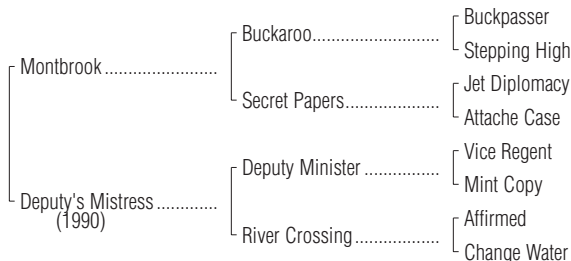 Buckpasser
Buckaroo.............................
Stepping High
Montbrook.........................
Jet Diplomacy
Secret Papers.....................
Attache Case
Vice Regent
Deputy Minister.................
Mint Copy
Deputy's Mistress.............
(1990)
Affirmed
River Crossing...................
Change Water